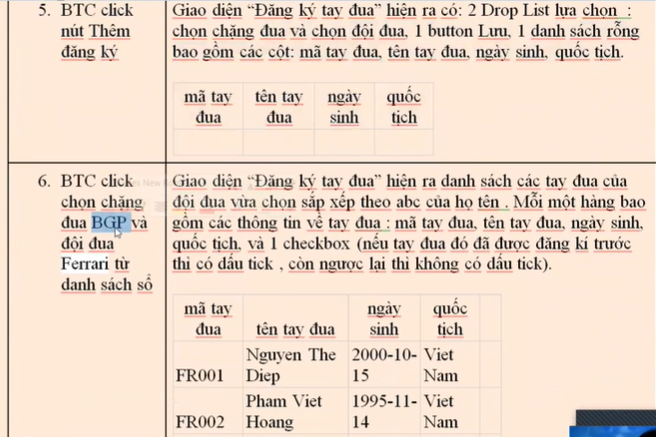 5. BTC click
nút Thêm
đăng ký
Giao diện “Đăng ký tay đua” hiện ra có: 2 Drop List lựa chọn :
chọn chặng đua và chọn đội đua, 1 button Lưu, 1 danh sách rỗng
bao gồm các cột: mã tay đua, tên tay đua, ngày sinh, quốc tịch.
mã tay tên tay ngày quốc
đua đua sinh tịch
6. BTC click
chọn chặng
đua BGP và
đội đua
Ferrari từ
danh sách sổ
Giao diện “Đăng ký tay đua” hiện ra danh sách các tay đua của
đội đua vừa chọn sắp xếp theo abc của họ tên . Mỗi một hàng bao
gồm các thông tin về tay đua : mã tay đua, tên tay đua, ngày sinh,
quốc tịch, và 1 checkbox (nếu tay đua đó đã được đăng kí trước
thì có dấu tick , còn ngược lại thì không có dấu tick).
mã tay ngày quốc
đua tên tay đua sinh tịch
Nguyen The 2000-10- Viet
FR001 Diep 15 Nam
Pham Viet 1995-11- Viet
FR002 Hoang 14 Nam